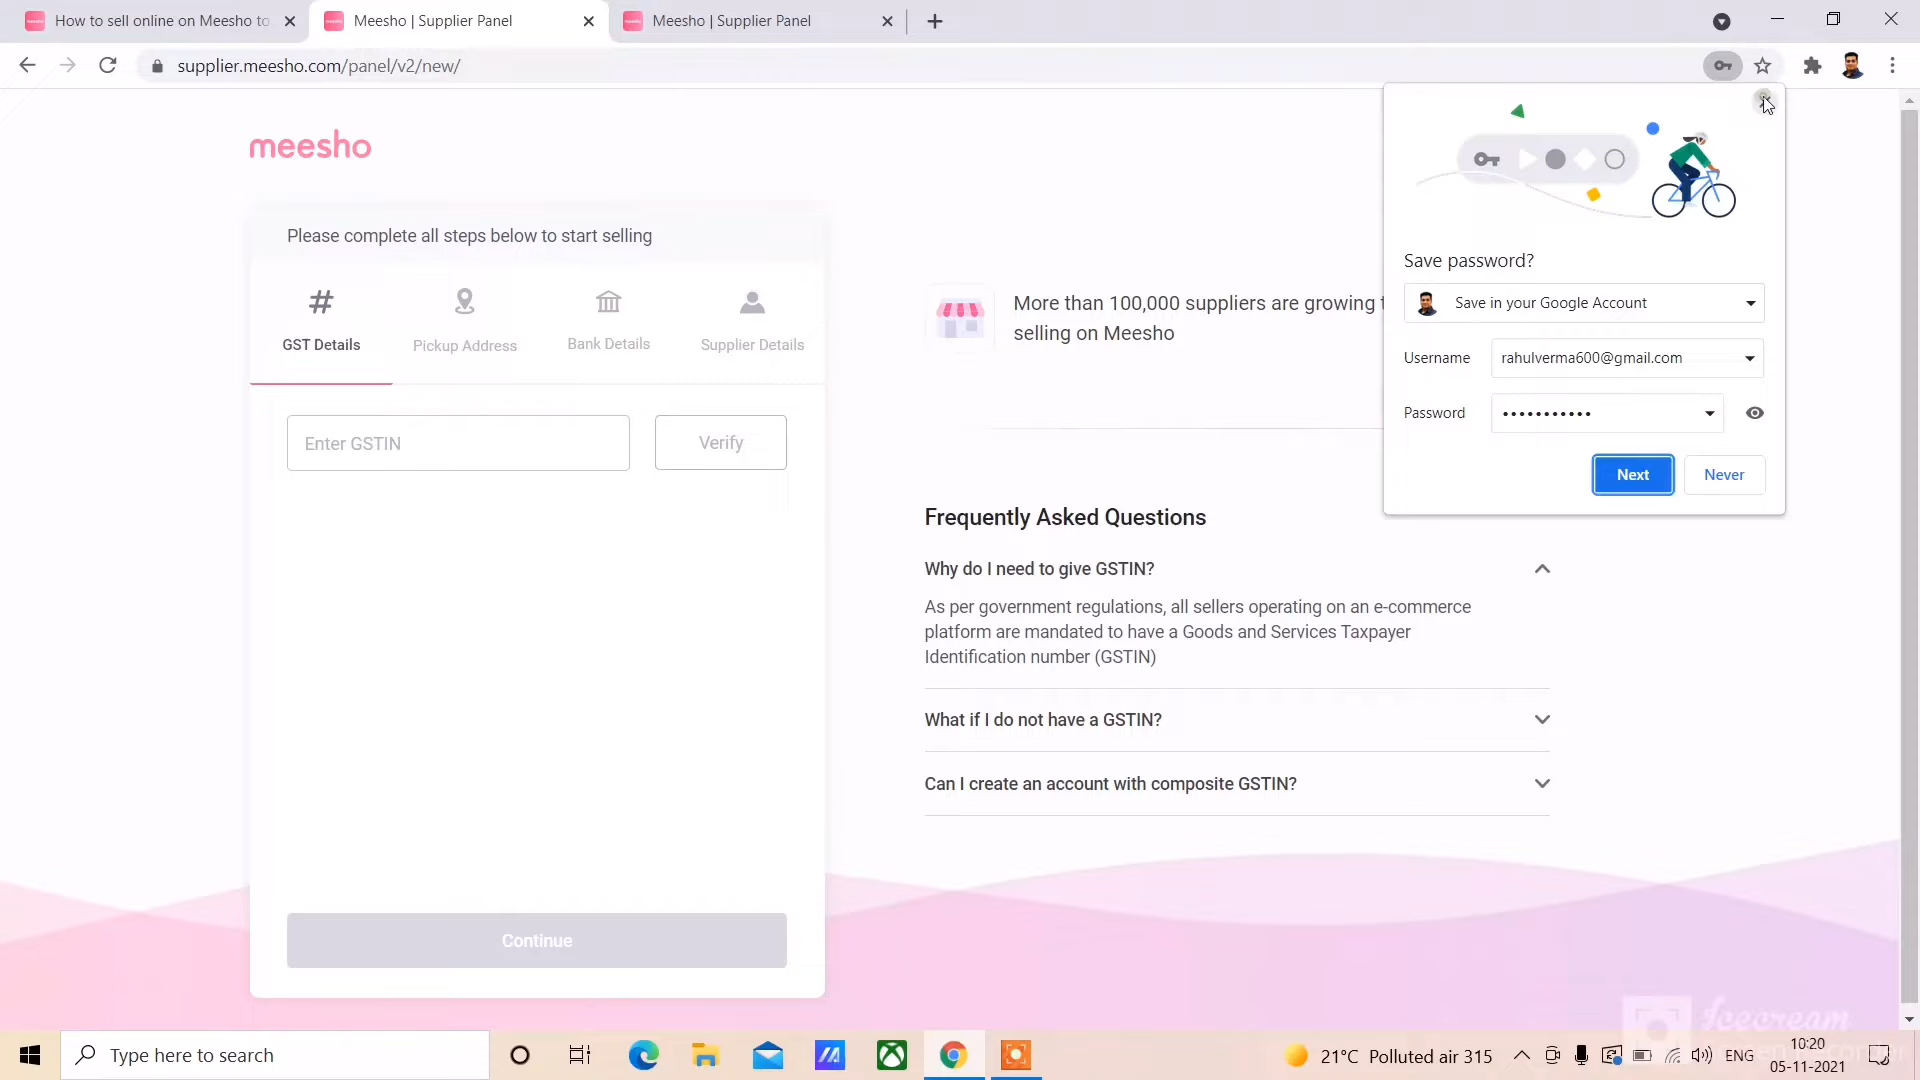 How to sell online on Meesho to
Meesho | Supplier Panel
Meesho | Supplier Panel
supplier.meesho.com/panel/v2/new/
meesho
Please complete all steps below to start selling
GST Details
Pickup Address
Bank Details
Supplier Details
Enter GSTIN
Verify
Continue
More than 100,000 suppliers are growing
selling on Meesho
Frequently Asked Questions
Why do I need to give GSTIN?
As per government regulations, all sellers operating on an e-commerce
platform are mandated to have a Goods and Services Taxpayer
Identification number (GSTIN)
What if I do not have a GSTIN?
Can I create an account with composite GSTIN?
Save password?
Save in your Google Account
Username
rahulverma600@gmail.com
Password
•••••••••••
Next
Never
Icecream
Screen Recorder
Type here to search
21°C Polluted air 315
ENG
10:20
05-11-2021